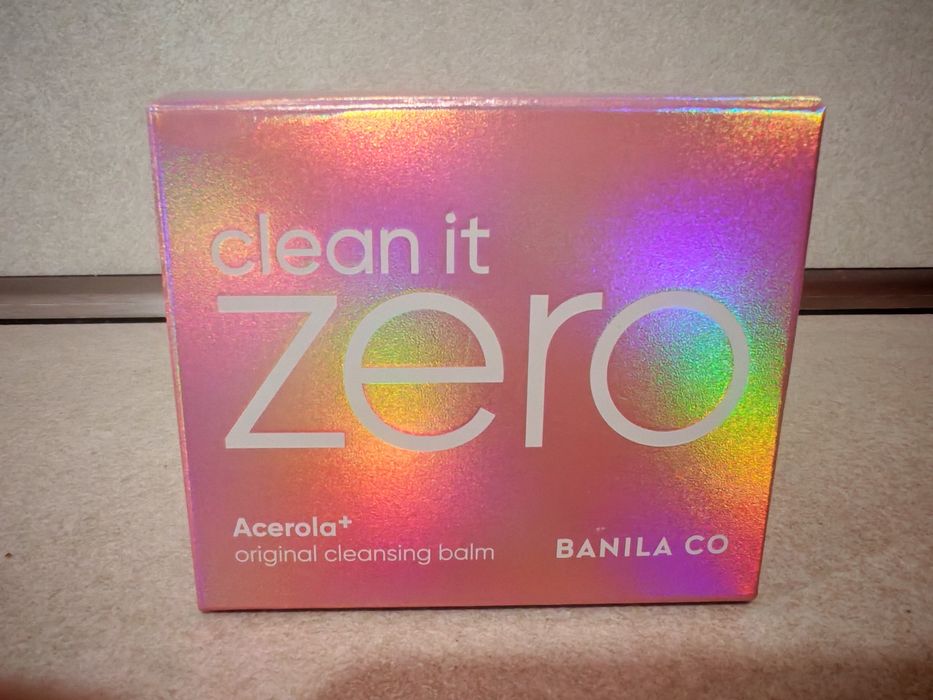 clean it
zero
Acerola+
original cleansing balm
BANILA CO